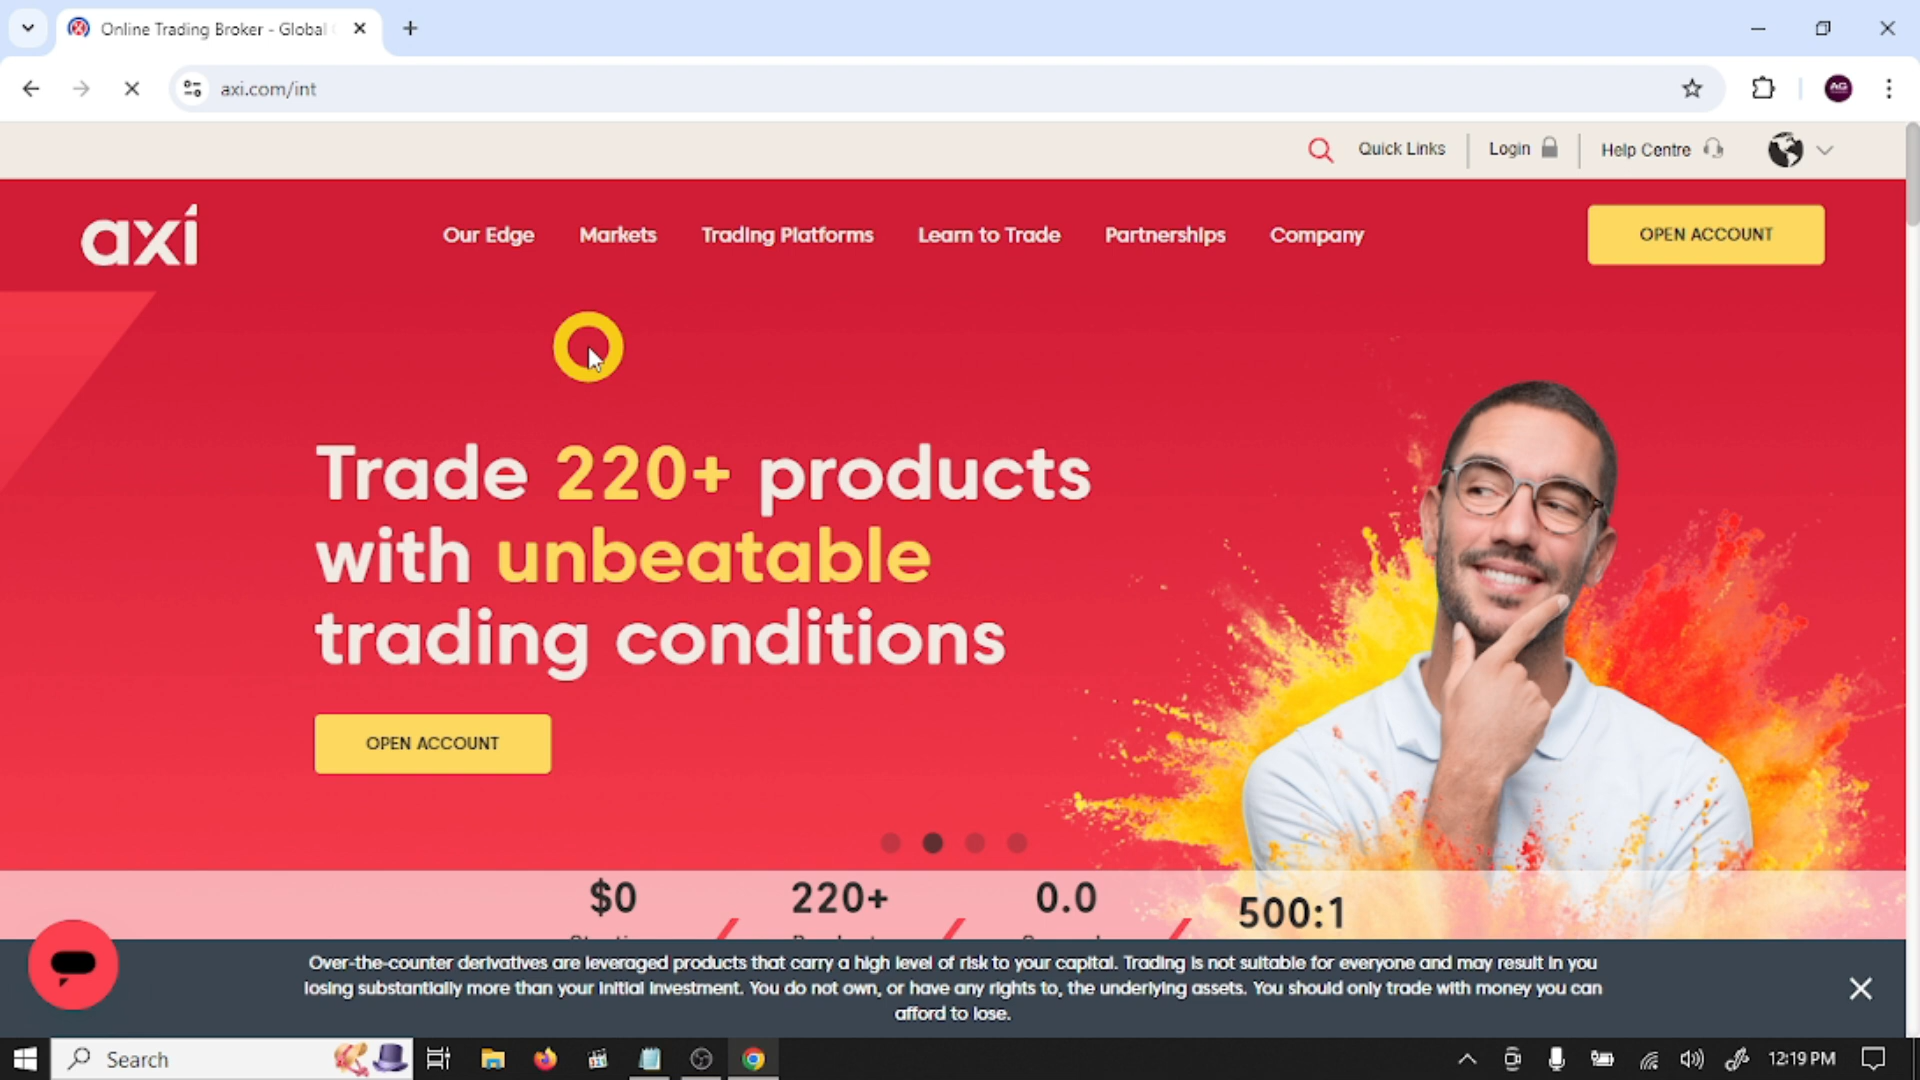 Online Trading Broker - Global
axi.com/int
AG
Quick Links
Login
Help Centre
axi
Our Edge
Markets
Trading Platforms
Learn to Trade
Partnerships
Company
OPEN ACCOUNT
Trade 220+ products
with unbeatable
trading conditions
OPEN ACCOUNT
$0
220+
0.0
500:1
Over-the-counter derivatives are leveraged products that carry a high level of risk to your capital. Trading is not suitable for everyone and may result in you
losing substantially more than your initial investment. You do not own, or have any rights to, the underlying assets. You should only trade with money you can
afford to lose.
Search
12:19 PM